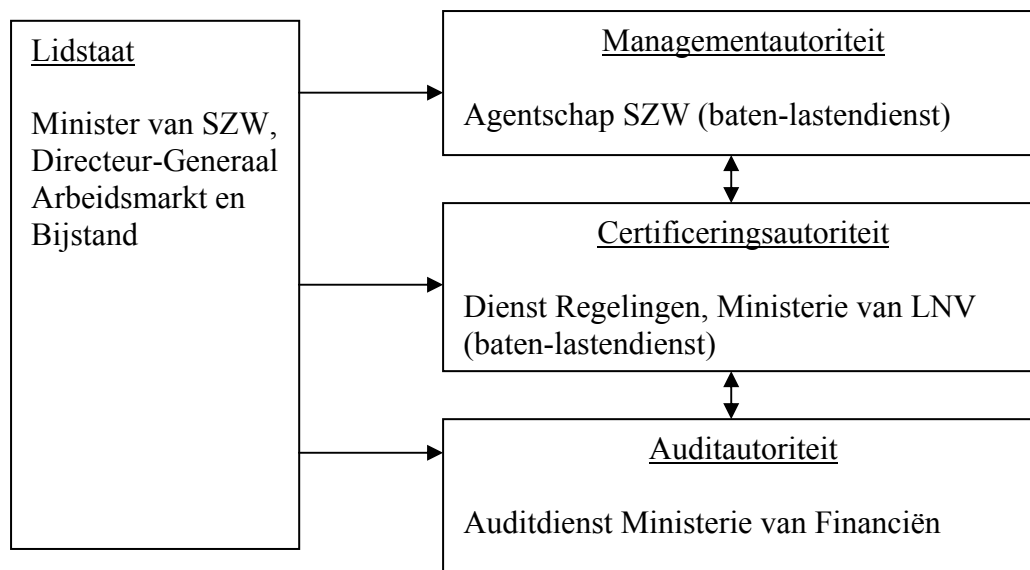 Lidstaat
Minister van SZW,
Directeur-Generaal
Arbeidsmarkt en
Bijstand
Managementautoriteit
Agentschap SZW (baten-lastendienst)
Certificeringsautoriteit
Dienst Regelingen, Ministerie van LNV
(baten-lastendienst)
Auditautoriteit
Auditdienst Ministerie van Financiën